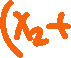 (x₂ +